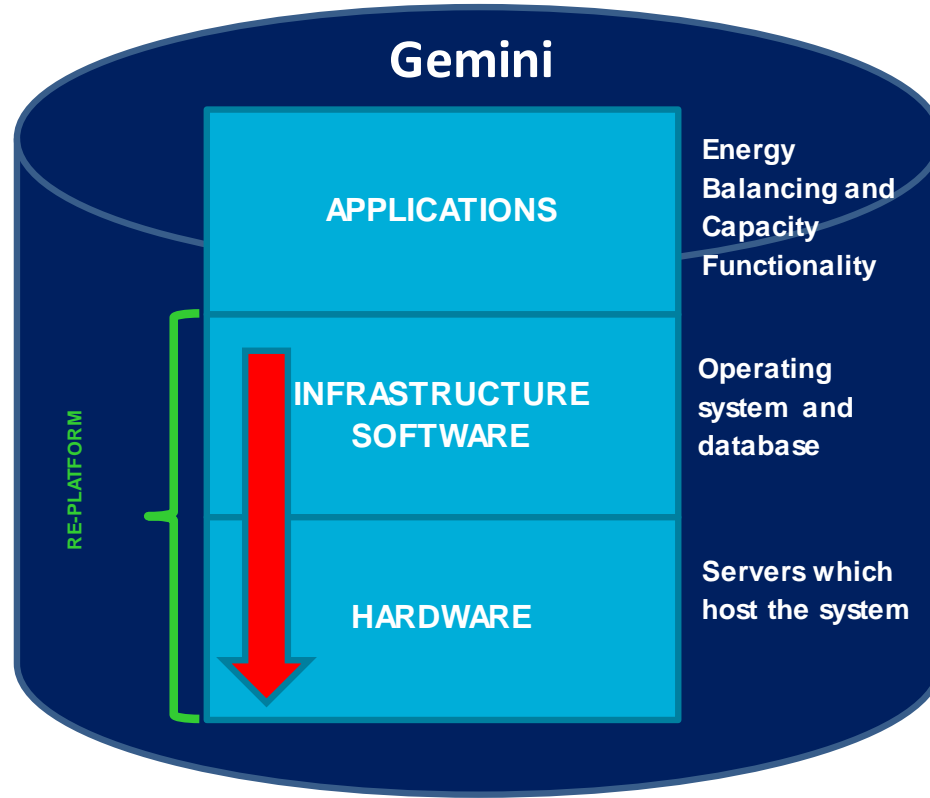 Gemini
APPLICATIONS
Energy
Balancing and
Capacity
Functionality
RE-PLATFORM
INFRASTRUCTURE
SOFTWARE
Operating
system and
database
HARDWARE
Servers which
host the system